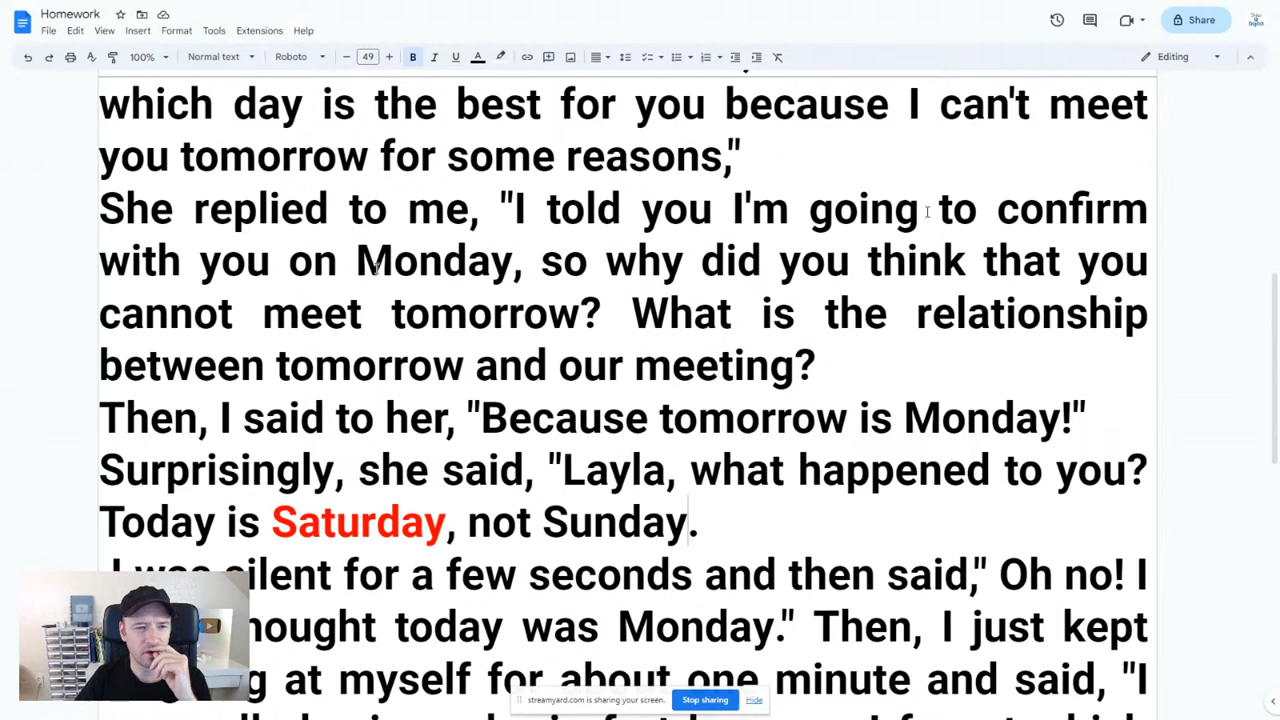 Homework
File Edit View Insert Format Tools Extensions Help
Share
100% Normal text Roboto 49 B I U A Editing
which day is the best for you because I can't meet
you tomorrow for some reasons,"
She replied to me, "I told you I'm going to confirm
with you on Monday, so why did you think that you
cannot meet tomorrow? What is the relationship
between tomorrow and our meeting?
Then, I said to her, "Because tomorrow is Monday!"
Surprisingly, she said, "Layla, what happened to you?
Today is Saturday, not Sunday.
I was silent for a few seconds and then said," Oh no! I
thought today was Monday." Then, I just kept
at myself for about one minute and said, "I
streamyard.com is sharing your screen. Stop sharing Hide